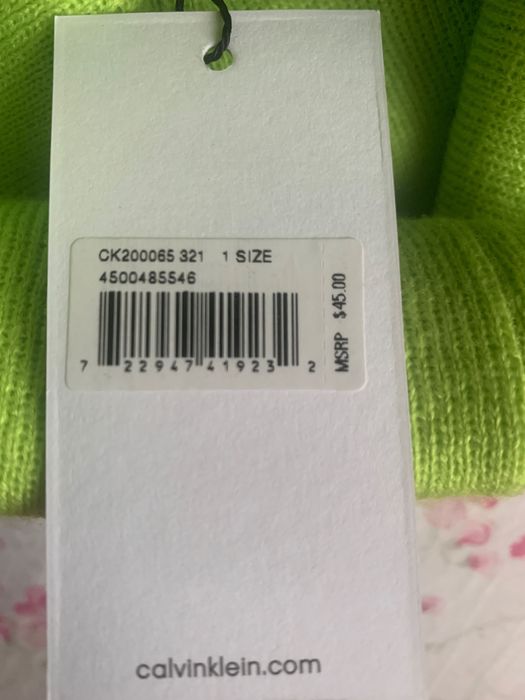 CK200065 321 1 SIZE
4500485546
7 22947 41923 2
MSRP $45.00
calvinklein.com